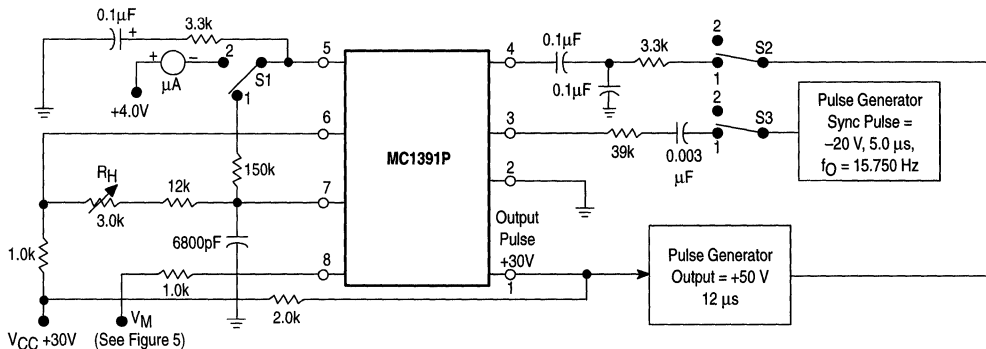 0.1µF
+
3.3k
+
−
µA
2
S1
1
+4.0V
5
6
7
8
RH
3.0k
12k
150k
1.0k
6800pF
1.0k
2.0k
VCC +30V
VM
(See Figure 5)
MC1391P
4
3
2
Output
Pulse
+30V
1
0.1µF
0.1µF
3.3k
2
1
S2
39k
0.003
µF
2
1
S3
Pulse Generator
Sync Pulse =
–20 V, 5.0 µs,
fO = 15.750 Hz
Pulse Generator
Output = +50 V
12 µs